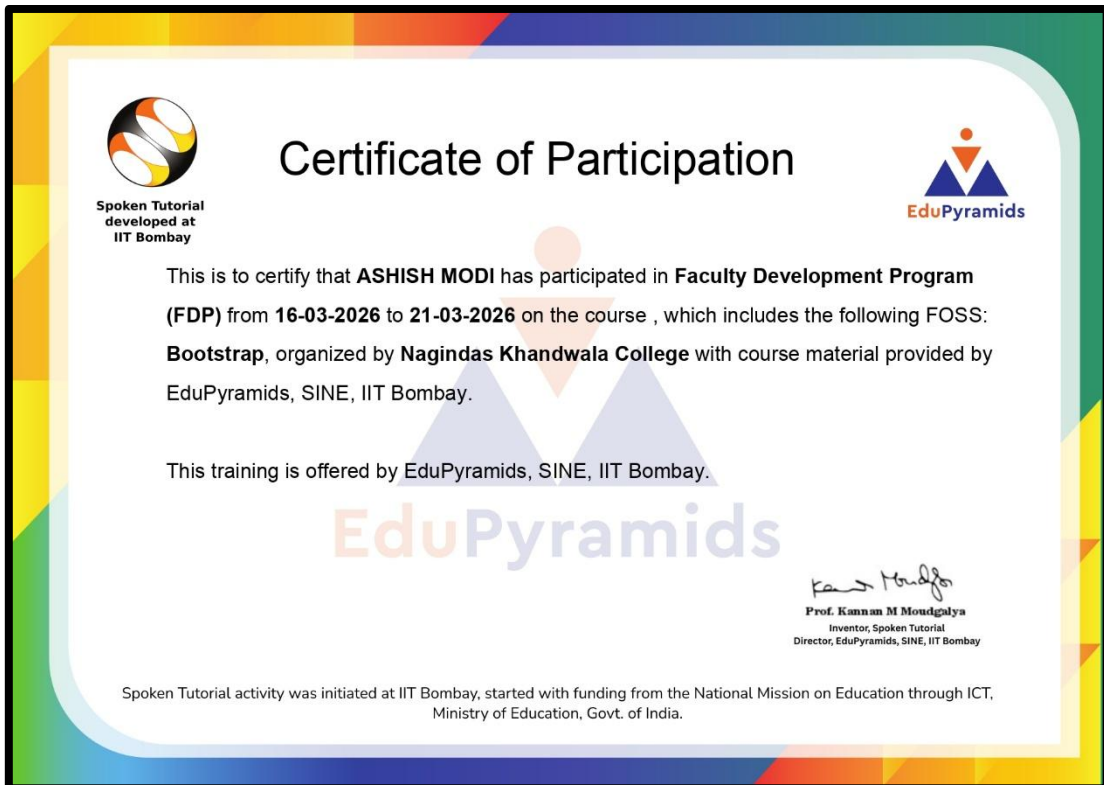 Certificate of Participation
Spoken Tutorial
developed at
IIT Bombay
EduPyramids
This is to certify that ASHISH MODI has participated in Faculty Development Program
(FDP) from 16-03-2026 to 21-03-2026 on the course , which includes the following FOSS:
Bootstrap, organized by Nagindas Khandwala College with course material provided by
EduPyramids, SINE, IIT Bombay.
This training is offered by EduPyramids, SINE, IIT Bombay.
EduPyramids
Prof. Kannan M Moudgalya
Inventor, Spoken Tutorial
Director, EduPyramids, SINE, IIT Bombay
Spoken Tutorial activity was initiated at IIT Bombay, started with funding from the National Mission on Education through ICT,
Ministry of Education, Govt. of India.